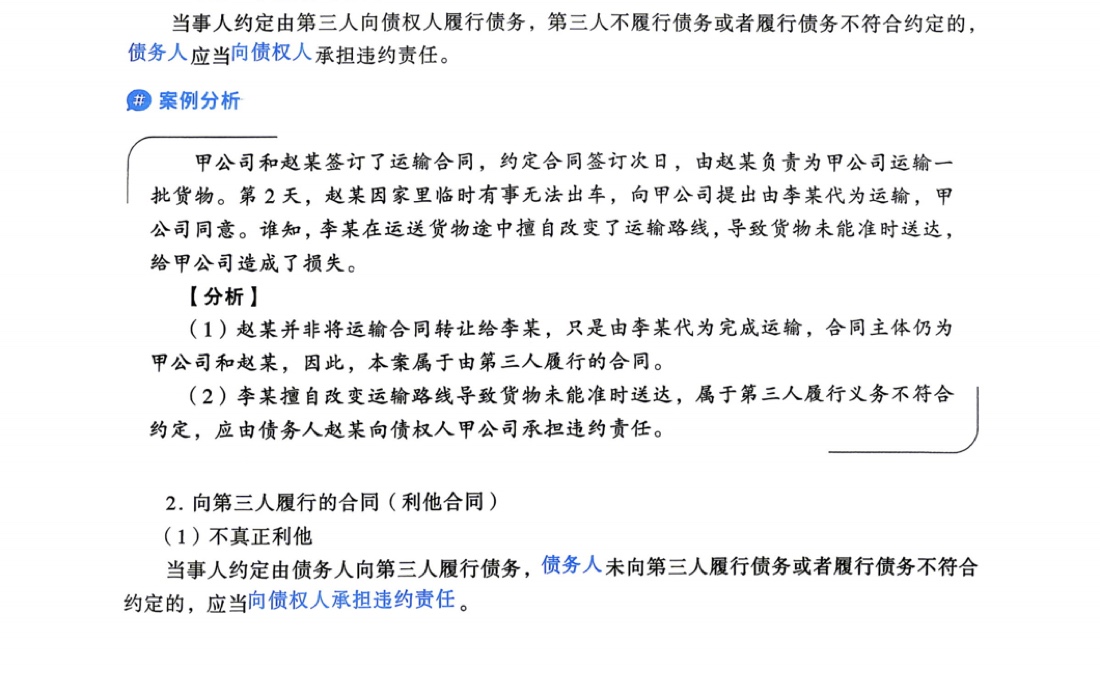 当事人约定由第三人向债权人履行债务，第三人不履行债务或者履行债务不符合约定的，
债务人应当向债权人承担违约责任。
# 案例分析
甲公司和赵某签订了运输合同，约定合同签订次日，由赵某负责为甲公司运输一
批货物。第 2 天，赵某因家里临时有事无法出车，向甲公司提出由李某代为运输，甲
公司同意。谁知，李某在运送货物途中擅自改变了运输路线，导致货物未能准时送达，
给甲公司造成了损失。
【分析】
（1）赵某并非将运输合同转让给李某，只是由李某代为完成运输，合同主体仍为
甲公司和赵某，因此，本案属于由第三人履行的合同。
（2）李某擅自改变运输路线导致货物未能准时送达，属于第三人履行义务不符合
约定，应由债务人赵某向债权人甲公司承担违约责任。
2. 向第三人履行的合同（利他合同）
（1）不真正利他
当事人约定由债务人向第三人履行债务，债务人未向第三人履行债务或者履行债务不符合
约定的，应当向债权人承担违约责任。